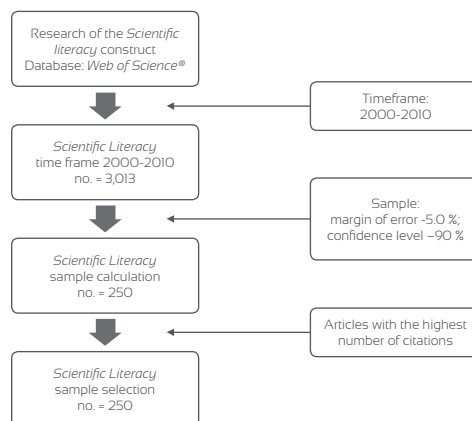 Research of the Scientific
literacy construct
Database: Web of Science®
Timeframe:
2000-2010
Scientific Literacy
time frame 2000-2010
no. = 3,013
Sample:
margin of error -5.0 %;
confidence level –90 %
Scientific Literacy
sample calculation
no. = 250
Articles with the highest
number of citations
Scientific Literacy
sample selection
no. = 250